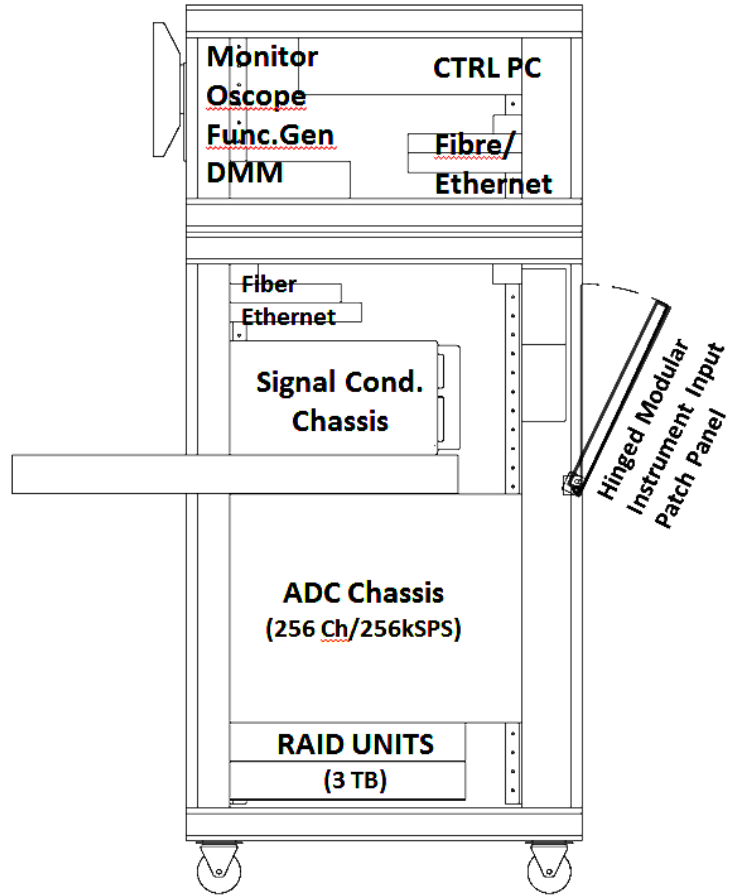 Monitor
Oscope
Func.Gen
DMM
CTRL PC
Fibre/
Ethernet
Fiber
Ethernet
Signal Cond.
Chassis
Hinged Modular
Instrument Input
Patch Panel
ADC Chassis
(256 Ch/256kSPS)
RAID UNITS
(3 TB)